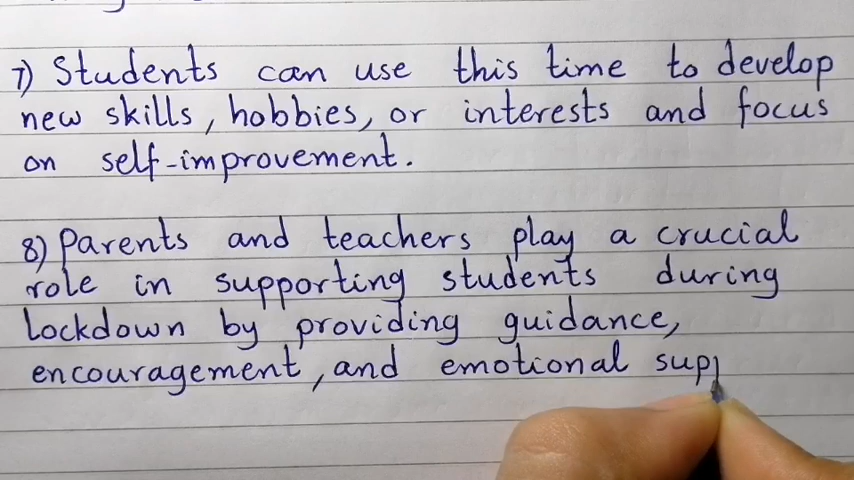 7) Students can use this time to develop
new skills, hobbies, or interests and focus
on self-improvement.
8) Parents and teachers play a crucial
role in supporting students during
lockdown by providing guidance,
encouragement, and emotional sup